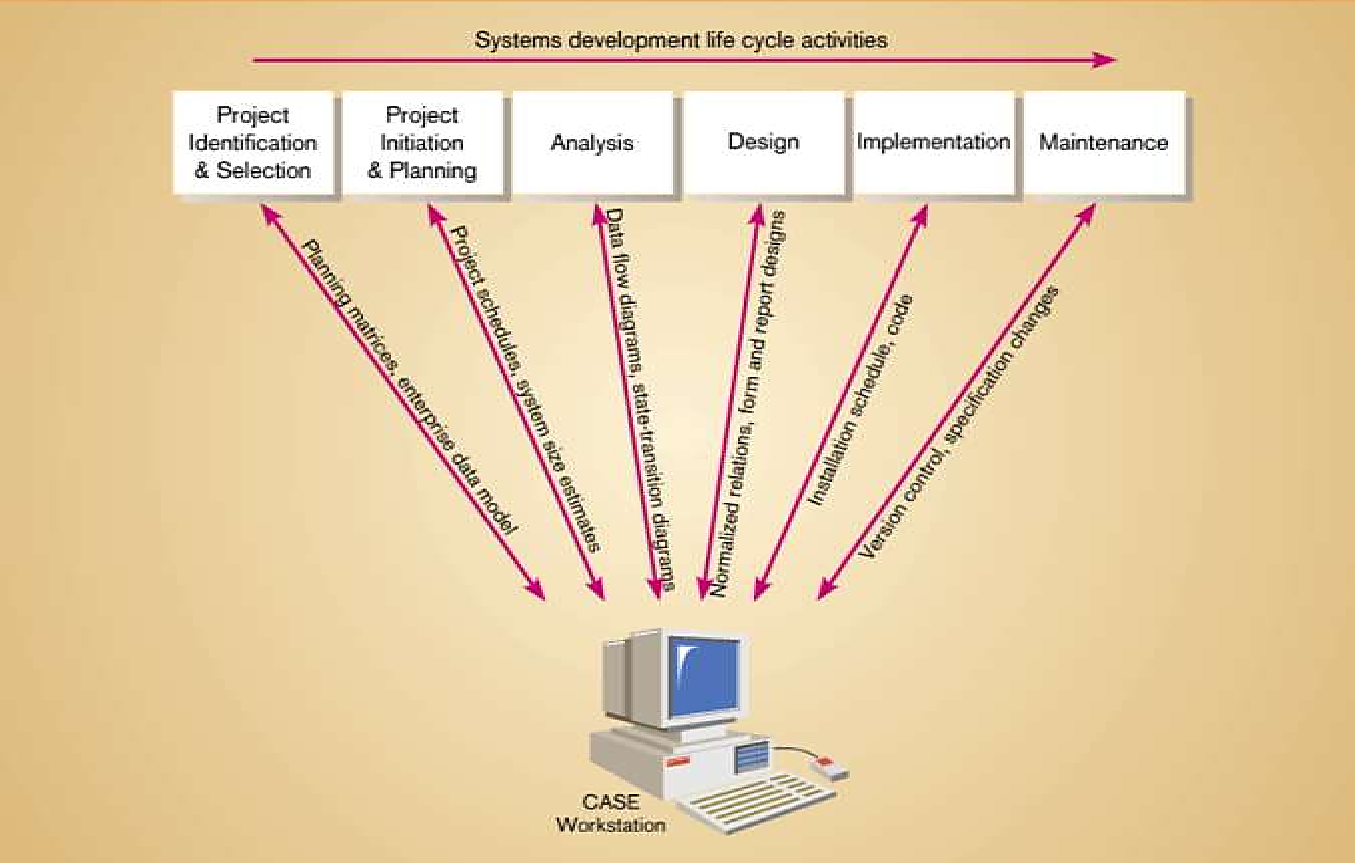 Systems development life cycle activities
Project
Identification
& Selection
Project
Initiation
& Planning
Analysis
Design
Implementation
Maintenance
Planning matrices, enterprise data model
Project schedules, system size estimates
Data flow diagrams, state-transition diagrams
Normalized relations, form and report designs
Installation schedule, code
Version control, specification changes
CASE
Workstation